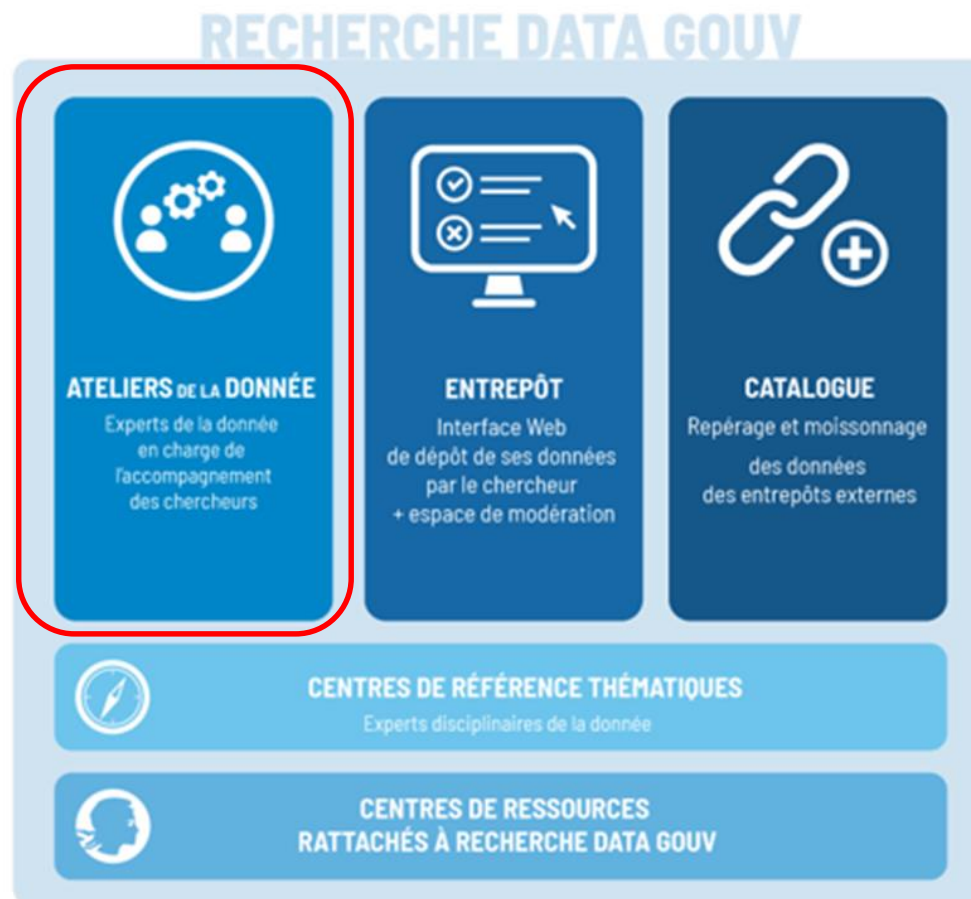 RECHERCHE DATA GOUV
ATELIERS DE LA DONNÉE
Experts de la donnée
en charge de
l'accompagnement
des chercheurs
ENTREPÔT
Interface Web
de dépôt de ses données
par le chercheur
+ espace de modération
CATALOGUE
Repérage et moissonnage
des données
des entrepôts externes
CENTRES DE RÉFÉRENCE THÉMATIQUES
Experts disciplinaires de la donnée
CENTRES DE RESSOURCES
RATTACHÉS À RECHERCHE DATA GOUV